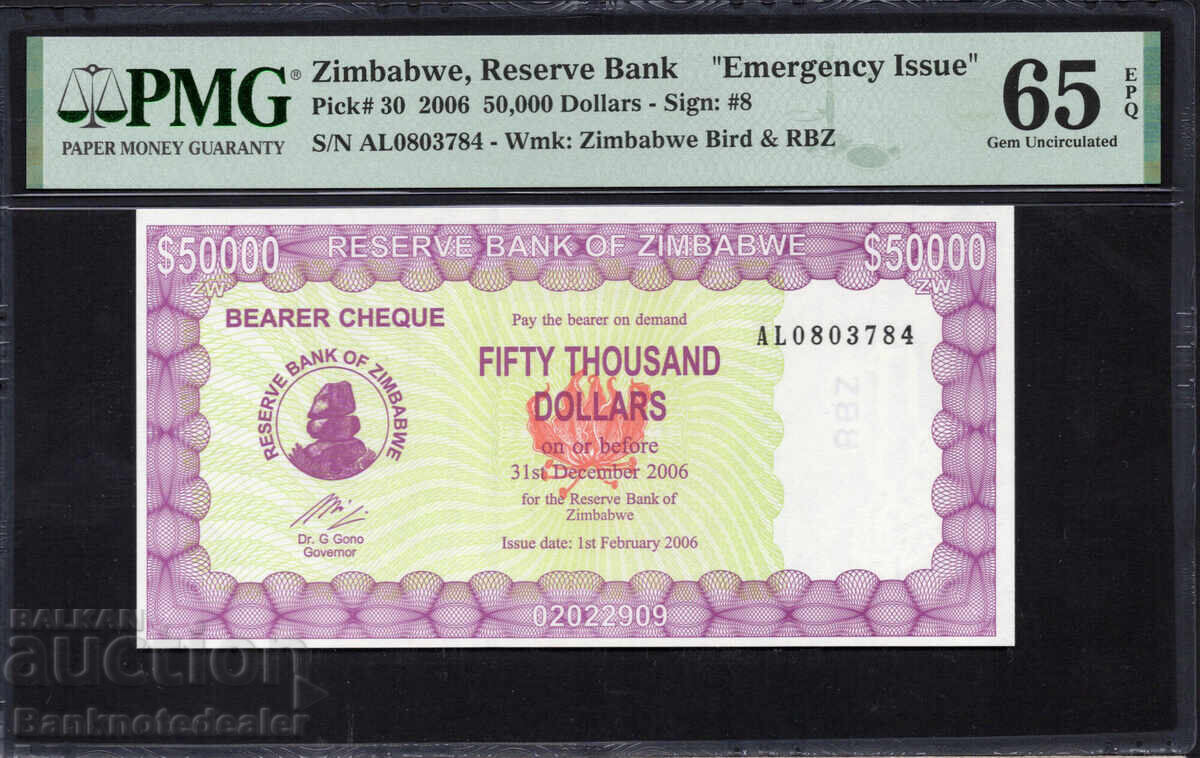 PMG®
PAPER MONEY GUARANTY
Zimbabwe, Reserve Bank "Emergency Issue"
Pick# 30 2006 50,000 Dollars - Sign: #8
S/N AL0803784 - Wmk: Zimbabwe Bird & RBZ
65
EPQ
Gem Uncirculated
$50000
ZW
RESERVE BANK OF ZIMBABWE
$50000
ZW
BEARER CHEQUE
Pay the bearer on demand
AL0803784
FIFTY THOUSAND
DOLLARS
RESERVE BANK OF ZIMBABWE
on or before
31st December 2006
for the Reserve Bank of
Zimbabwe
Dr. G Gono
Governor
Issue date: 1st February 2006
02022909
RBZ
BALKAN
auction
Banknotedealer